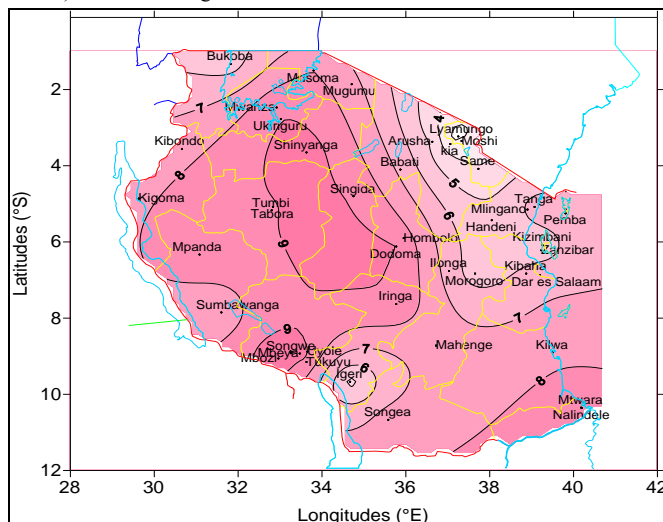 Bukoba
2
Musoma
Mugumu
7
Mwanza
4
Ukiriguru
Lyamungo
Kibondo
Shinyanga
Arusha
Moshi
kia
4
Babati
Same
8
5
Kigoma
Singida
Tumbi
Tabora
6
Mlingano
Tanga
Pemba
Handeni
6
9
Hombolo
Kizimbani
Zanzibar
Mpanda
Dodoma
Ilonga
Kibaha
Morogoro
Dar es Salaam
Latitudes (°S)
Sumbawanga
Iringa
8
7
9
Songwe
Mbeya
Uyole
7
Mahenge
Kilwa
Mbozi
Tukuyu
Igeri
6
10
8
Songea
Mtwara
Nalindele
12
28 30 32 34 36 38 40 42
Longitudes (°E)